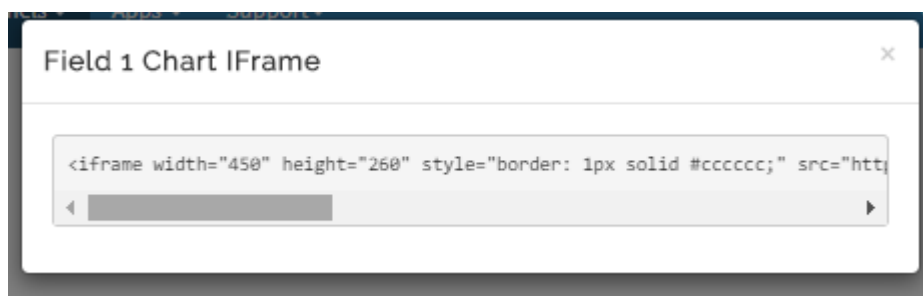 Apps
Support
Field 1 Chart IFrame
×
<iframe width="450" height="260" style="border: 1px solid #cccccc;" src="http